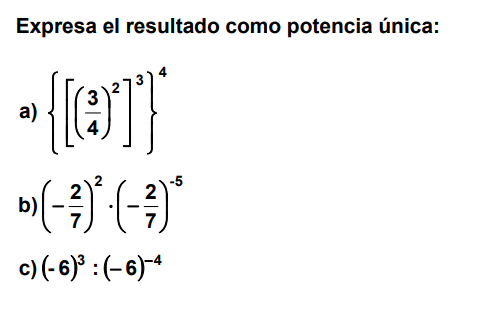 Expresa el resultado como potencia única:
a) {[(3/4)²]³}⁴
b) (−2/7)² · (−2/7)⁻⁵
c) (-6)³ : (−6)⁻⁴